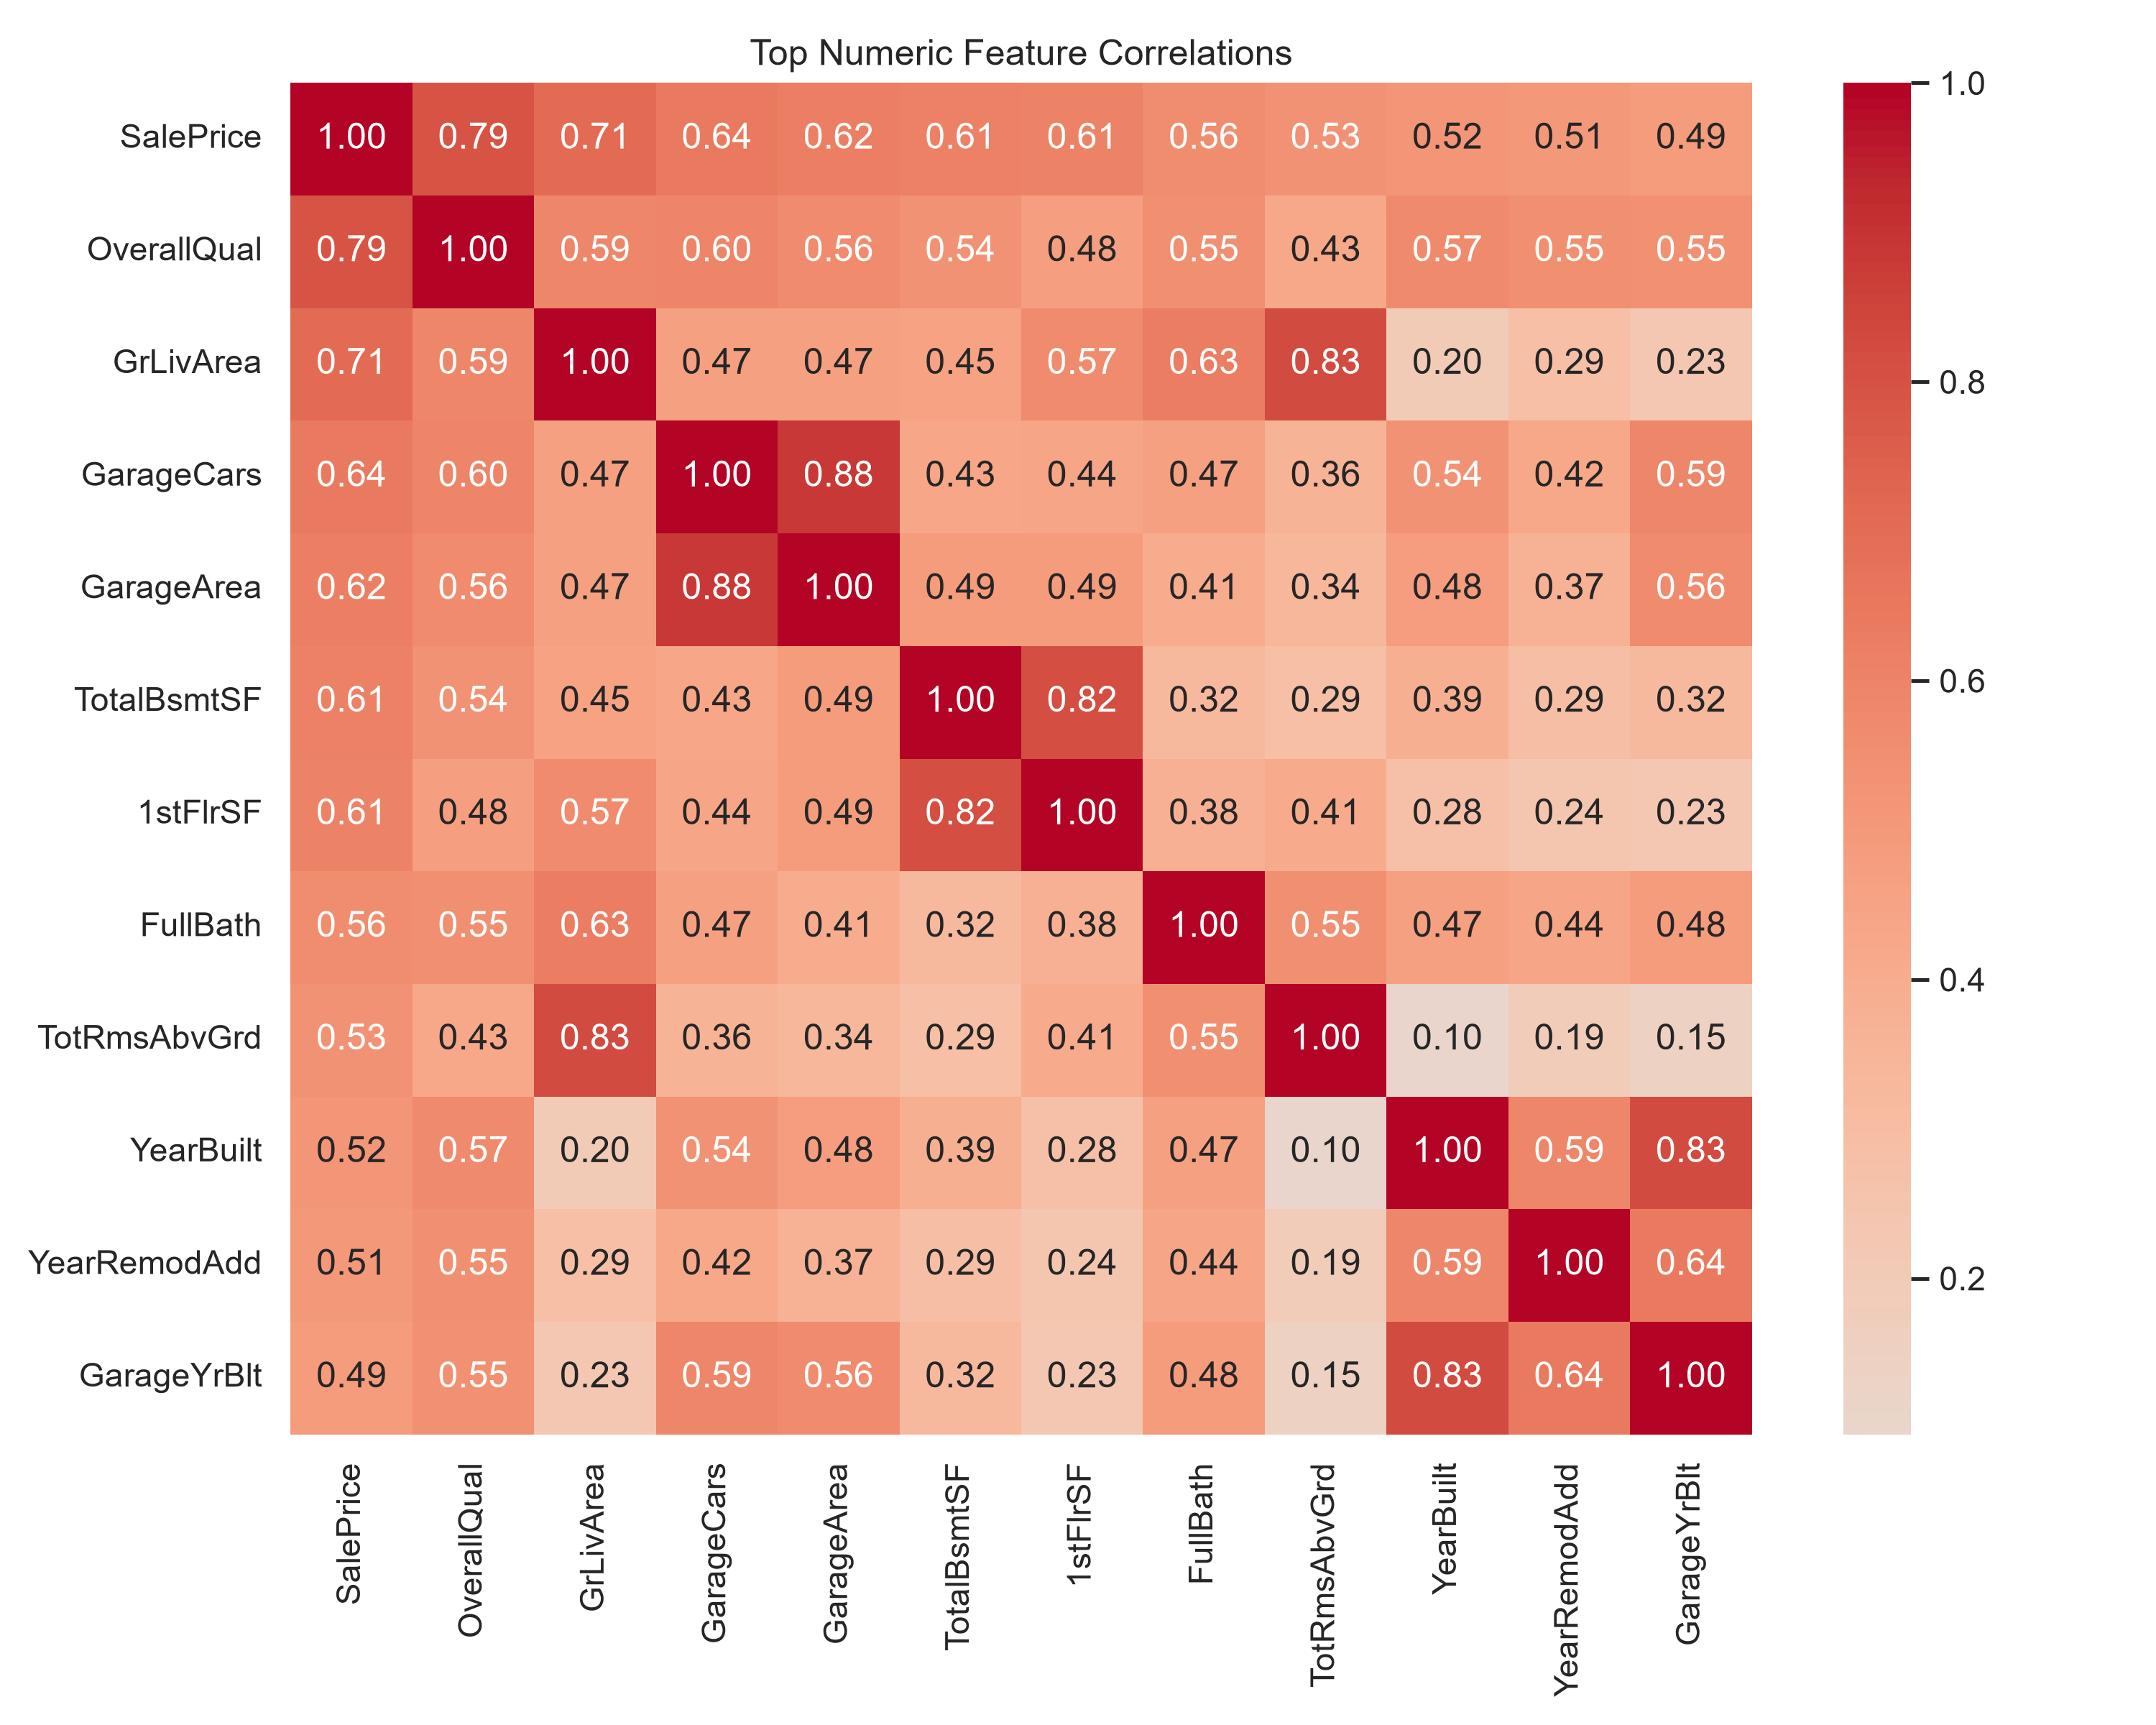 Top Numeric Feature Correlations
SalePrice 1.00 0.79 0.71 0.64 0.62 0.61 0.61 0.56 0.53 0.52 0.51 0.49
OverallQual 0.79 1.00 0.59 0.60 0.56 0.54 0.48 0.55 0.43 0.57 0.55 0.55
GrLivArea 0.71 0.59 1.00 0.47 0.47 0.45 0.57 0.63 0.83 0.20 0.29 0.23
GarageCars 0.64 0.60 0.47 1.00 0.88 0.43 0.44 0.47 0.36 0.54 0.42 0.59
GarageArea 0.62 0.56 0.47 0.88 1.00 0.49 0.49 0.41 0.34 0.48 0.37 0.56
TotalBsmtSF 0.61 0.54 0.45 0.43 0.49 1.00 0.82 0.32 0.29 0.39 0.29 0.32
1stFlrSF 0.61 0.48 0.57 0.44 0.49 0.82 1.00 0.38 0.41 0.28 0.24 0.23
FullBath 0.56 0.55 0.63 0.47 0.41 0.32 0.38 1.00 0.55 0.47 0.44 0.48
TotRmsAbvGrd 0.53 0.43 0.83 0.36 0.34 0.29 0.41 0.55 1.00 0.10 0.19 0.15
YearBuilt 0.52 0.57 0.20 0.54 0.48 0.39 0.28 0.47 0.10 1.00 0.59 0.83
YearRemodAdd 0.51 0.55 0.29 0.42 0.37 0.29 0.24 0.44 0.19 0.59 1.00 0.64
GarageYrBlt 0.49 0.55 0.23 0.59 0.56 0.32 0.23 0.48 0.15 0.83 0.64 1.00
SalePrice
OverallQual
GrLivArea
GarageCars
GarageArea
TotalBsmtSF
1stFlrSF
FullBath
TotRmsAbvGrd
YearBuilt
YearRemodAdd
GarageYrBlt
1.0
0.8
0.6
0.4
0.2